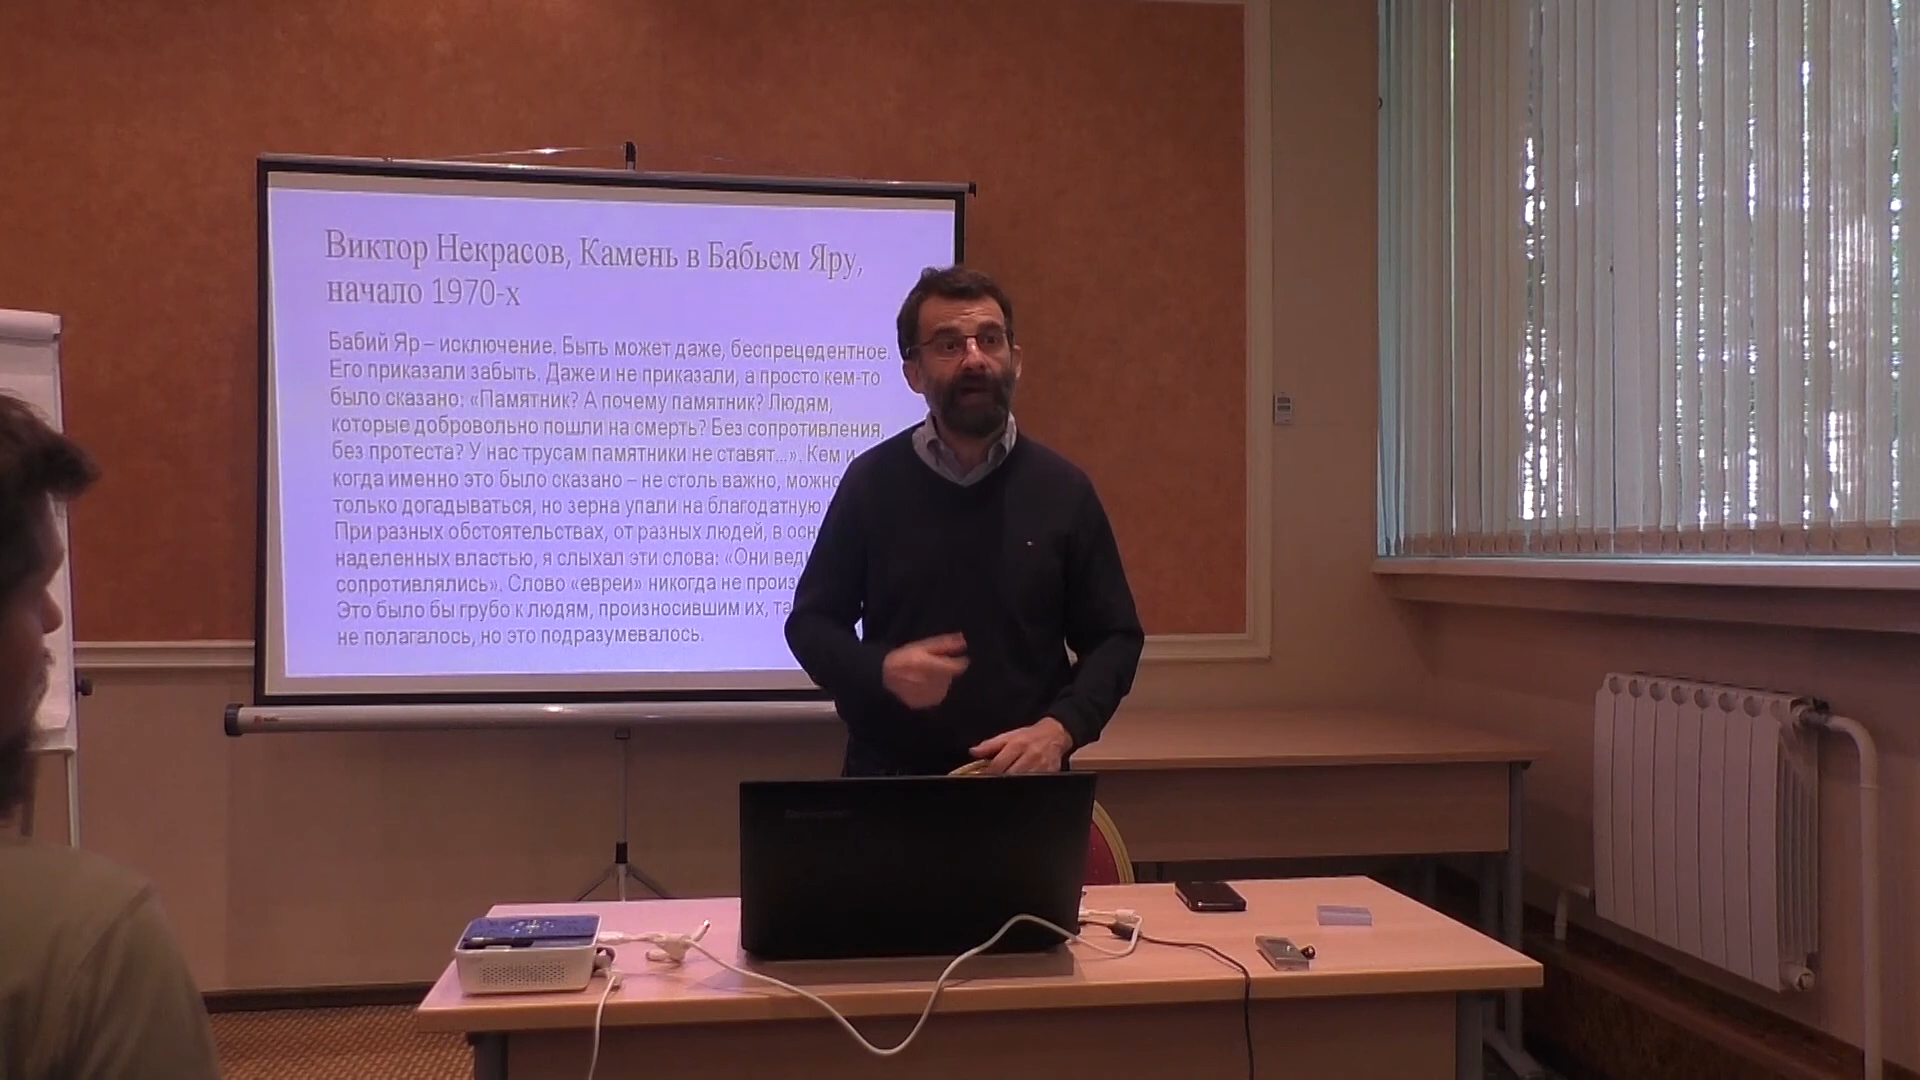 Виктор Некрасов, Камень в Бабьем Яру,
начало 1970-х
Бабий Яр – исключение. Быть может даже, беспрецедентное.
Его приказали забыть. Даже и не приказали, а просто кем-то
было сказано: «Памятник? А почему памятник? Людям,
которые добровольно пошли на смерть? Без сопротивления,
без протеста? У нас трусам памятники не ставят...». Кем и
когда именно это было сказано – не столь важно, можно
только догадываться, но зерна упали на благодатную
При разных обстоятельствах, от разных людей, в осн
наделенных властью, я слыхал эти слова: «Они ведь
сопротивлялись». Слово «евреи» никогда не произ
Это было бы грубо к людям, произносившим их, та
не полагалось, но это подразумевалось.